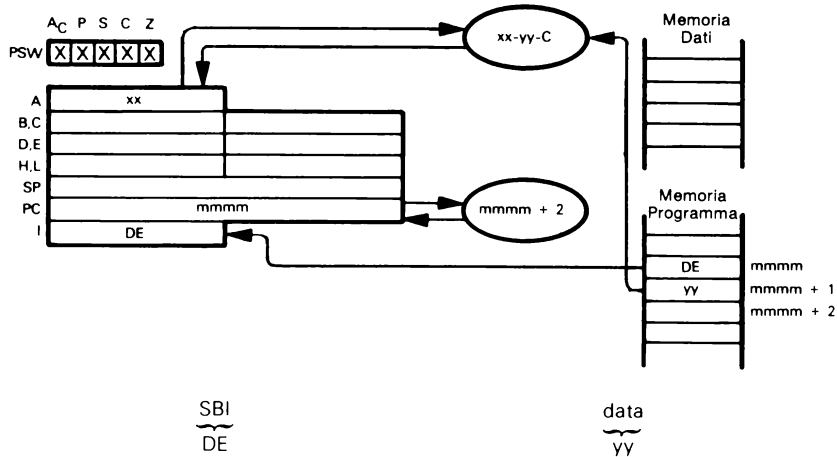 A_C P S C Z
PSW X X X X X
xx-yy-C
Memoria
Dati
A xx
B,C
D,E
H,L
SP
PC mmmm
I DE
mmmm + 2
Memoria
Programma
DE mmmm
yy mmmm + 1
mmmm + 2
SBI data
DE yy